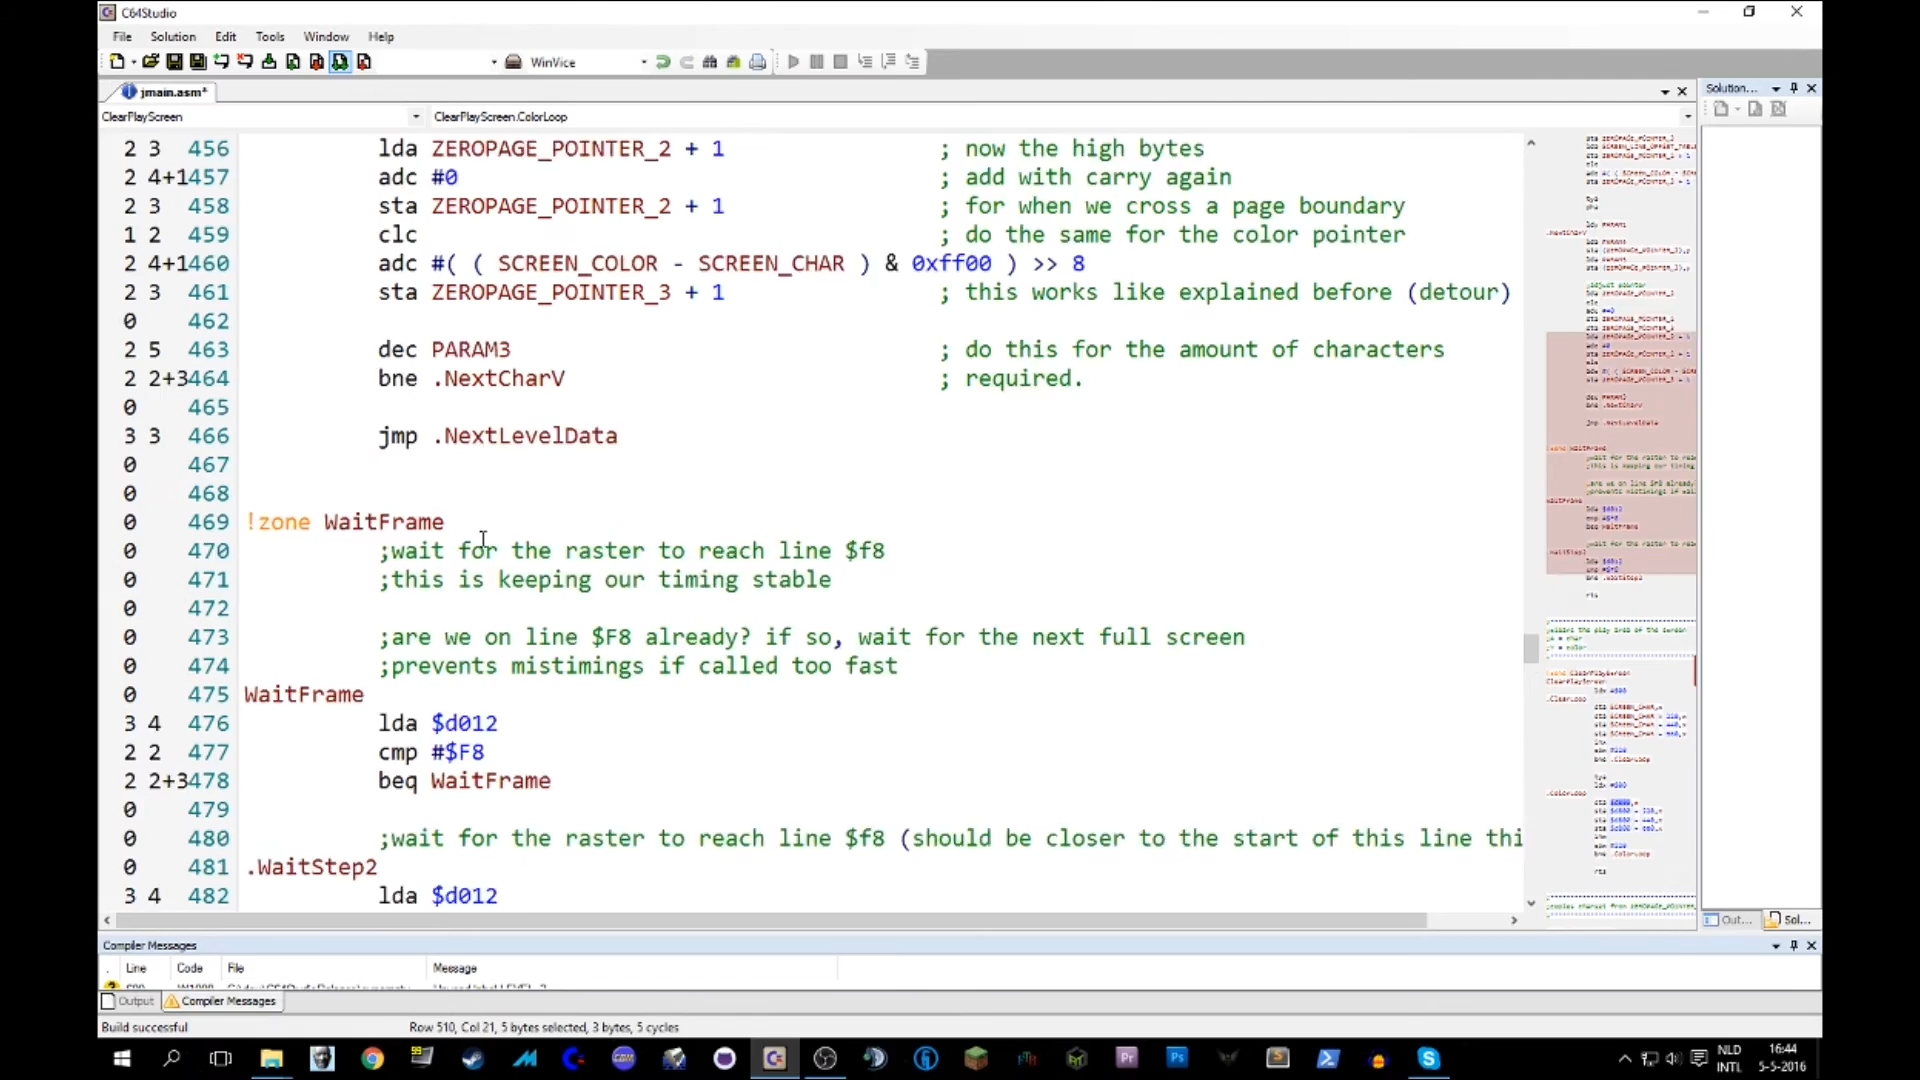 C64Studio
File Solution Edit Tools Window Help
WinVice
jmain.asm*
Solution...
ClearPlayScreen ClearPlayScreen.ColorLoop
2 3 456 lda ZEROPAGE_POINTER_2 + 1 ; now the high bytes
2 4+1457 adc #0 ; add with carry again
2 3 458 sta ZEROPAGE_POINTER_2 + 1 ; for when we cross a page boundary
1 2 459 clc ; do the same for the color pointer
2 4+1460 adc #( ( SCREEN_COLOR - SCREEN_CHAR ) & 0xff00 ) >> 8
2 3 461 sta ZEROPAGE_POINTER_3 + 1 ; this works like explained before (detour)
0 462
2 5 463 dec PARAM3 ; do this for the amount of characters
2 2+3464 bne .NextCharV ; required.
0 465
3 3 466 jmp .NextLevelData
0 467
0 468
0 469 !zone WaitFrame
0 470 ;wait for the raster to reach line $f8
0 471 ;this is keeping our timing stable
0 472
0 473 ;are we on line $F8 already? if so, wait for the next full screen
0 474 ;prevents mistimings if called too fast
0 475 WaitFrame
3 4 476 lda $d012
2 2 477 cmp #$F8
2 2+3478 beq WaitFrame
0 479
0 480 ;wait for the raster to reach line $f8 (should be closer to the start of this line thi
0 481 .WaitStep2
3 4 482 lda $d012
Out... Sol...
Compiler Messages
. Line Code File Message
Output Compiler Messages
Build successful Row 510, Col 21, 5 bytes selected, 3 bytes, 5 cycles
NLD 16:44
INTL 5-5-2016